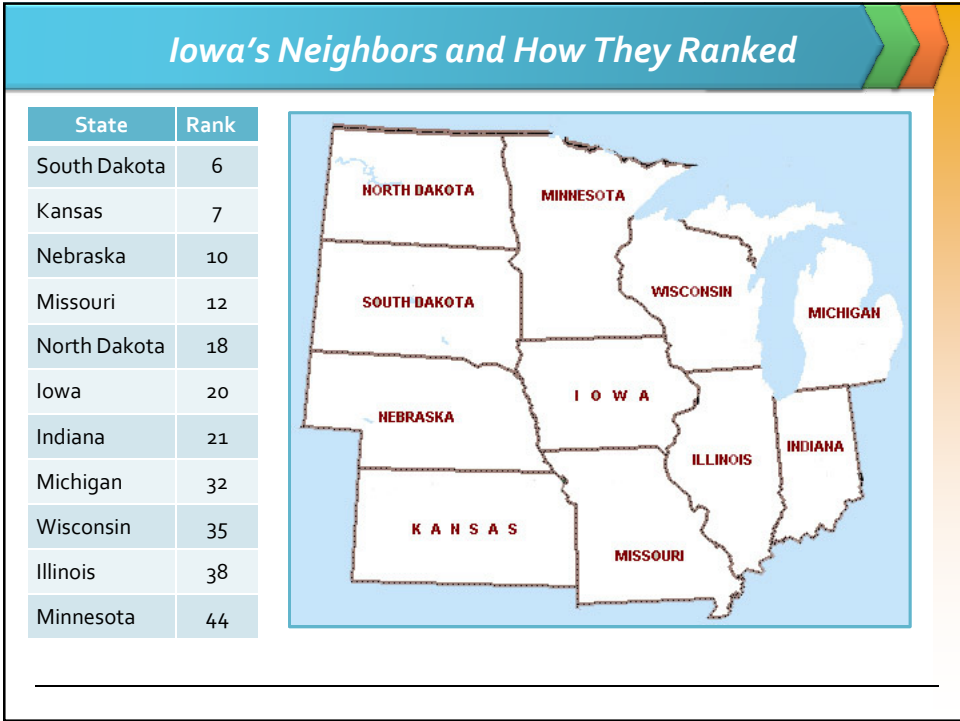 Iowa's Neighbors and How They Ranked
State Rank
South Dakota 6
Kansas 7
Nebraska 10
Missouri 12
North Dakota 18
Iowa 20
Indiana 21
Michigan 32
Wisconsin 35
Illinois 38
Minnesota 44
NORTH DAKOTA
MINNESOTA
SOUTH DAKOTA
WISCONSIN
MICHIGAN
I O W A
NEBRASKA
ILLINOIS
INDIANA
K A N S A S
MISSOURI